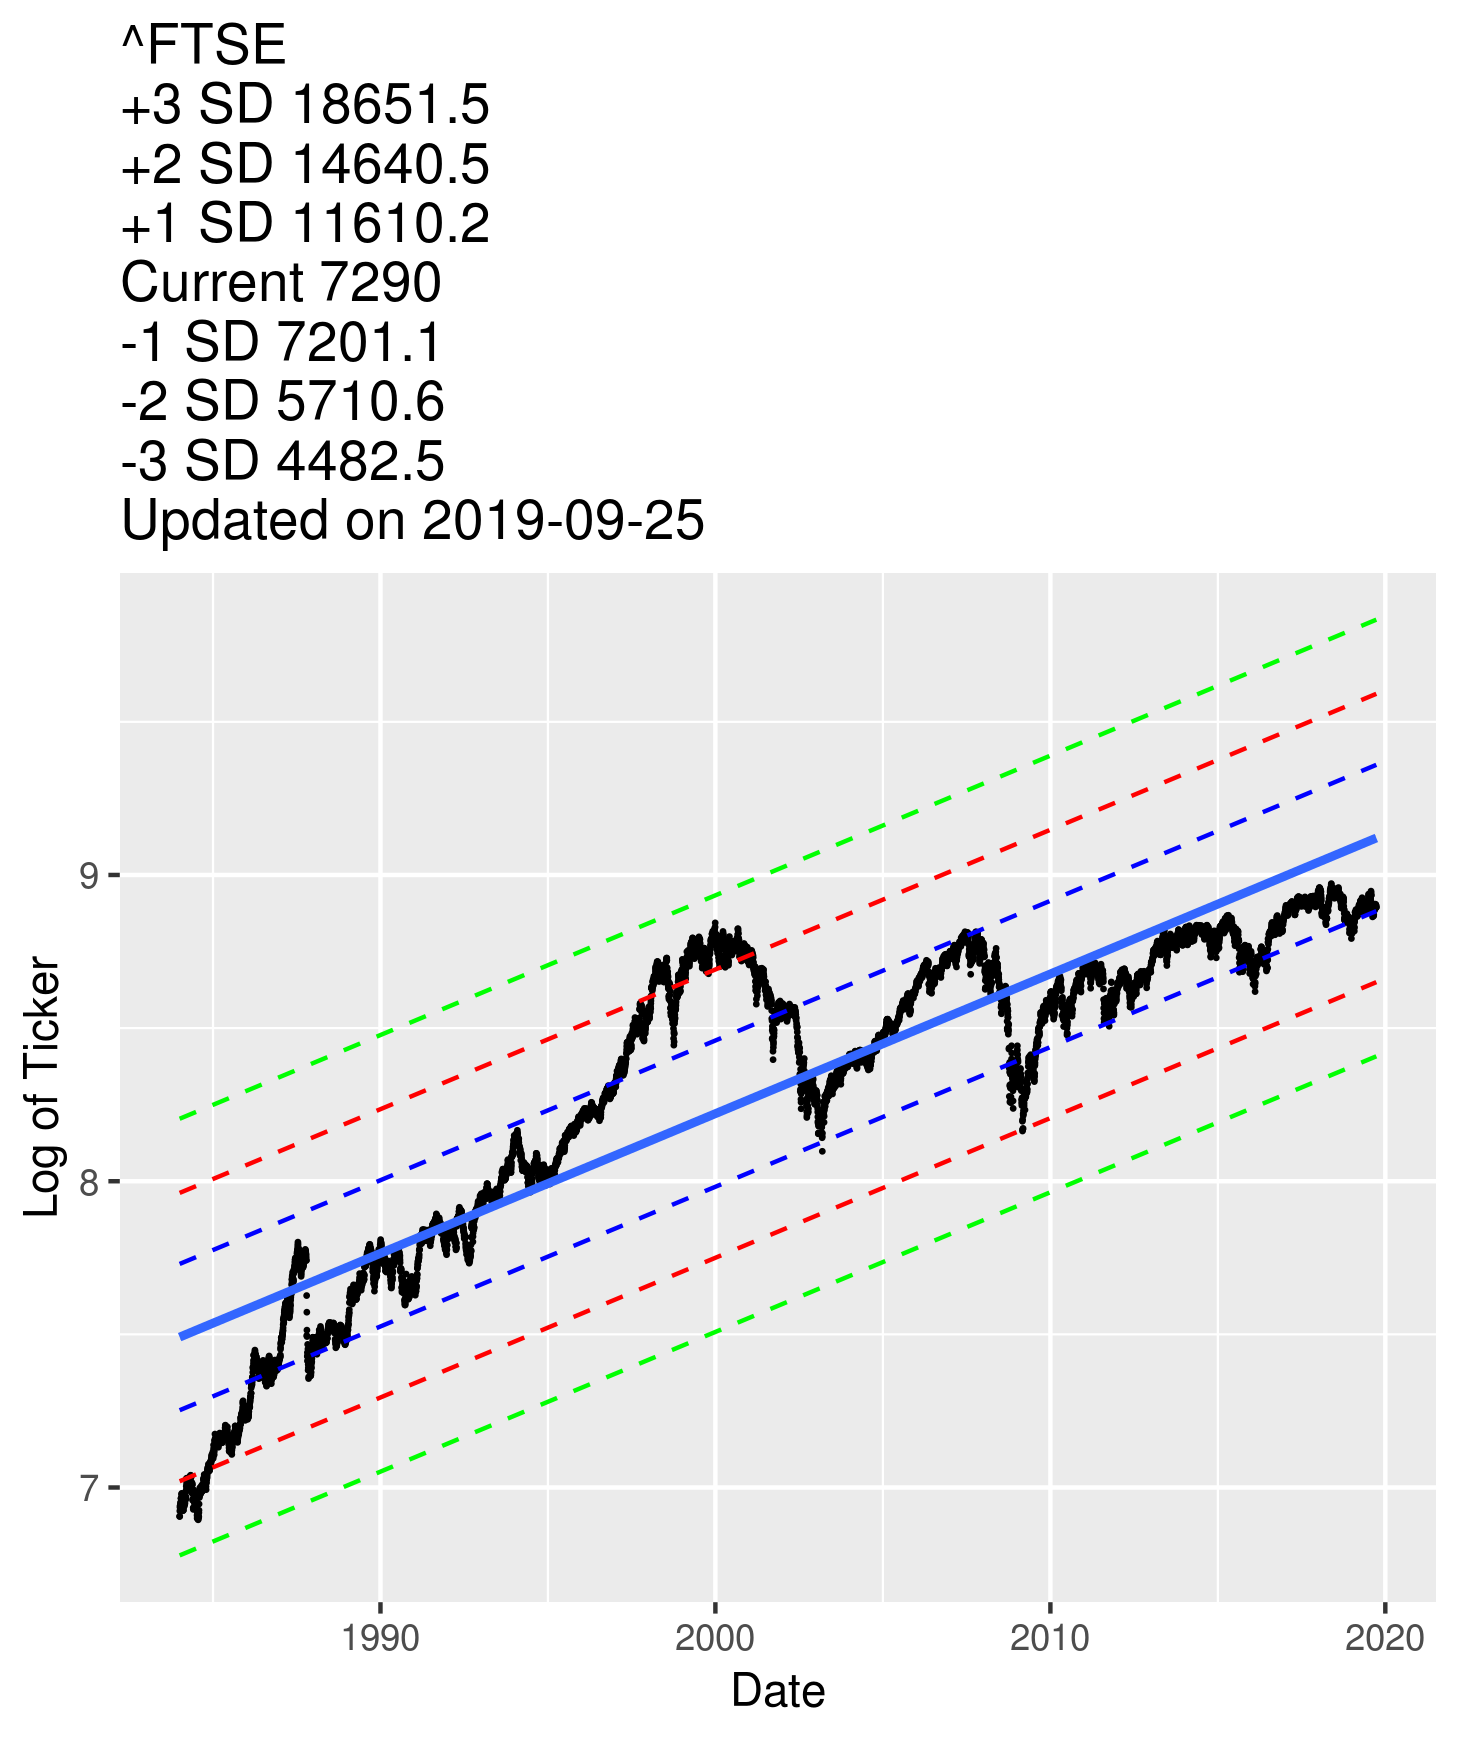 ^FTSE
+3 SD 18651.5
+2 SD 14640.5
+1 SD 11610.2
Current 7290
-1 SD 7201.1
-2 SD 5710.6
-3 SD 4482.5
Updated on 2019-09-25
9
8
7
Log of Ticker
1990 2000 2010 2020
Date